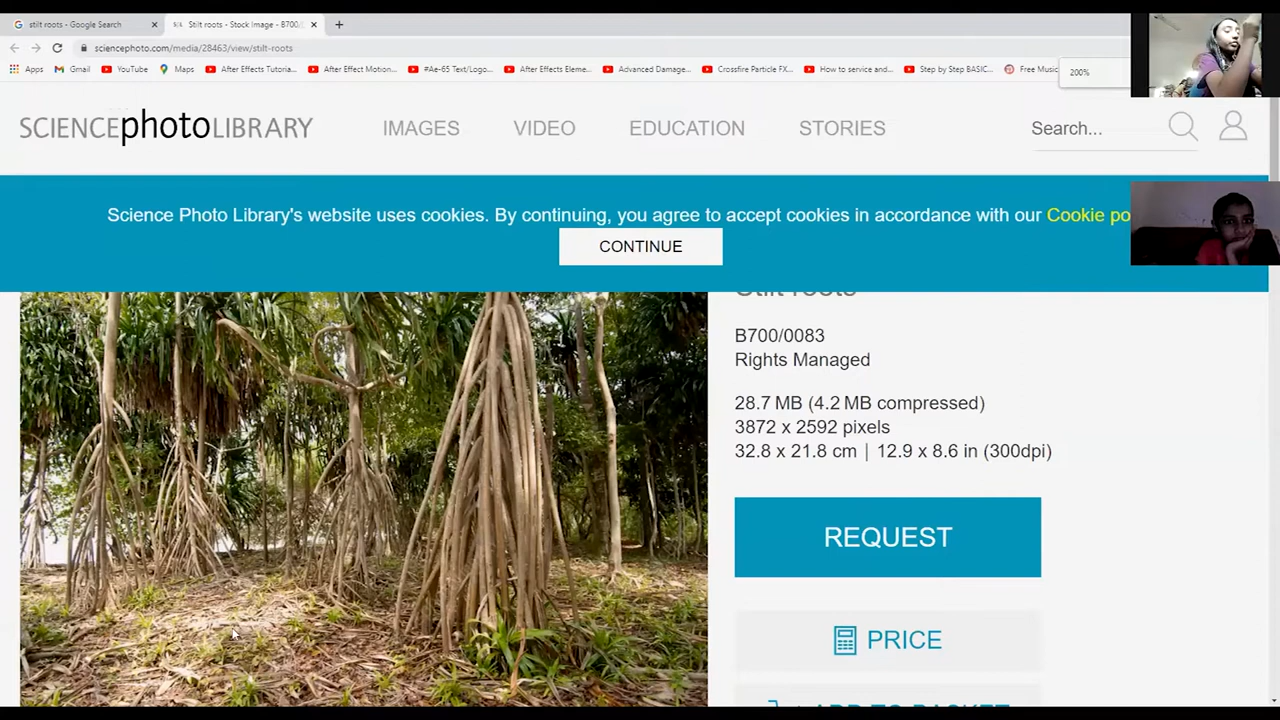 stilt roots - Google Search
Stilt roots - Stock Image - B700/
sciencephoto.com/media/28463/view/stilt-roots
Apps Gmail YouTube Maps After Effects Tutoria... After Effect Motion... #Ae-65 Text/Logo... After Effects Eleme... Advanced Damage... Crossfire Particle FX... How to service and... Step by Step BASIC... Free Music
200%
SCIENCEphotoLIBRARY IMAGES VIDEO EDUCATION STORIES Search...
Science Photo Library's website uses cookies. By continuing, you agree to accept cookies in accordance with our Cookie po
CONTINUE
Stilt roots
B700/0083
Rights Managed
28.7 MB (4.2 MB compressed)
3872 x 2592 pixels
32.8 x 21.8 cm | 12.9 x 8.6 in (300dpi)
REQUEST
PRICE
ADD TO BASKET